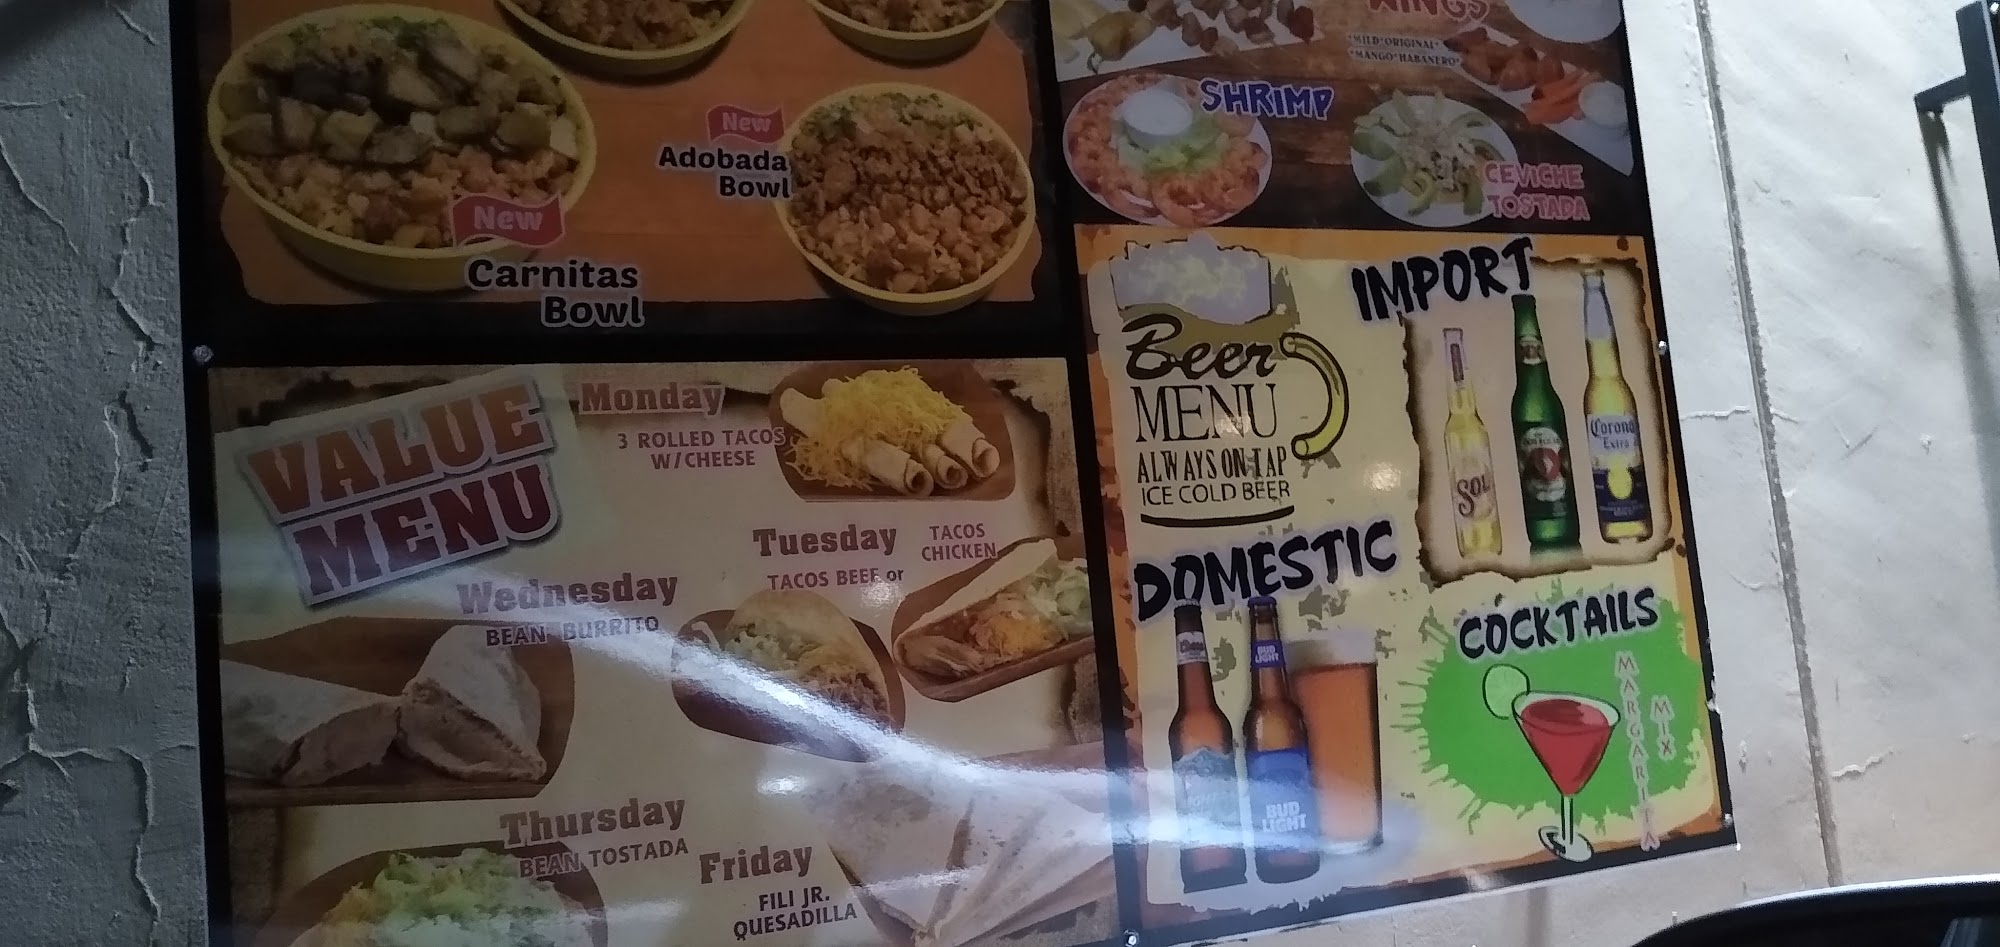 New
Adobada
Bowl
New
Carnitas
Bowl
WINGS
*MILD*ORIGINAL*
*MANGO*HABANERO*
SHRIMP
CEVICHE
TOSTADA
VALUE
MENU
Monday
3 ROLLED TACOS
W/CHEESE
Tuesday
TACOS BEEF or
TACOS
CHICKEN
Wednesday
BEAN BURRITO
Thursday
BEAN TOSTADA
Friday
FILI JR.
QUESADILLA
Beer
MENU
ALWAYS ON TAP
ICE COLD BEER
IMPORT
Sol
Corona
Extra
DOMESTIC
BUD
LIGHT
BUD
LIGHT
COCKTAILS
MARGARITA
MIX